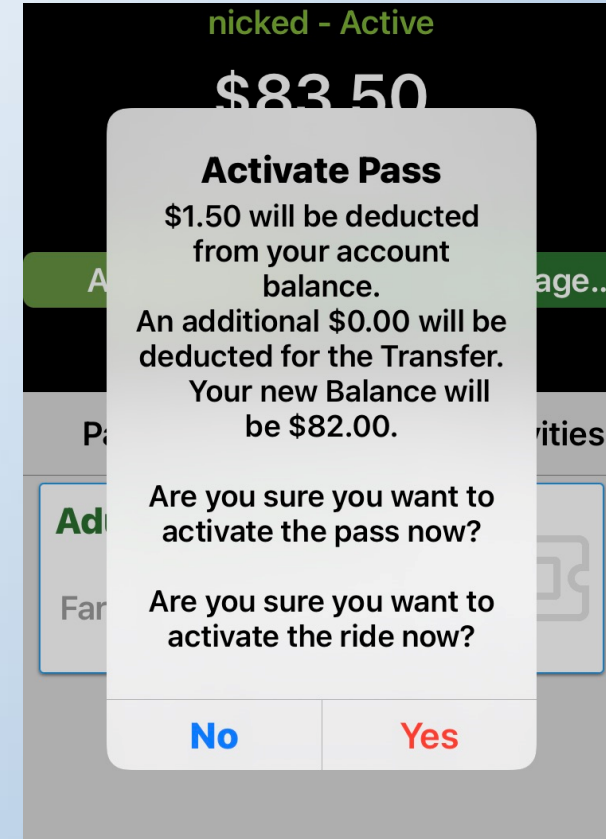 nicked - Active
$83.50
Activate Pass
$1.50 will be deducted
from your account
balance.
An additional $0.00 will be
deducted for the Transfer.
Your new Balance will
be $82.00.
Are you sure you want to
activate the pass now?
Are you sure you want to
activate the ride now?
No
Yes